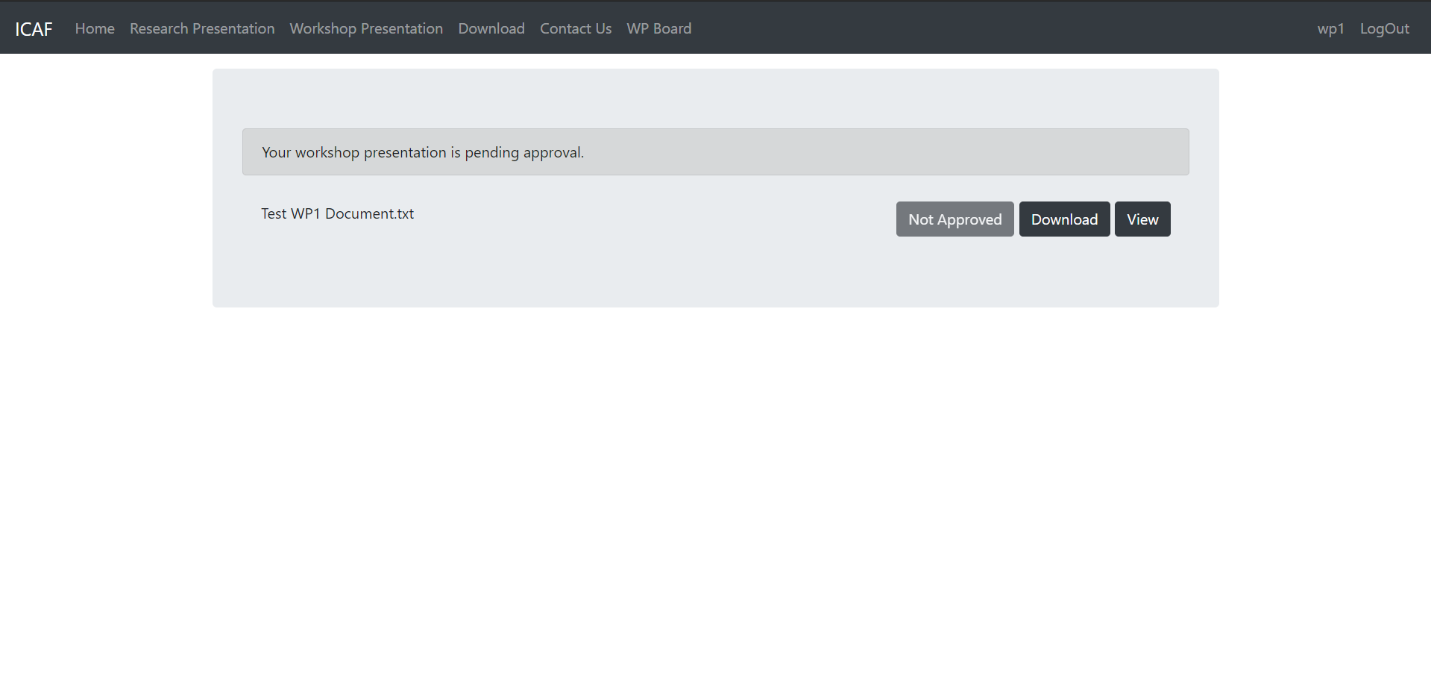 ICAF Home Research Presentation Workshop Presentation Download Contact Us WP Board wp1 LogOut
Your workshop presentation is pending approval.
Test WP1 Document.txt Not Approved Download View